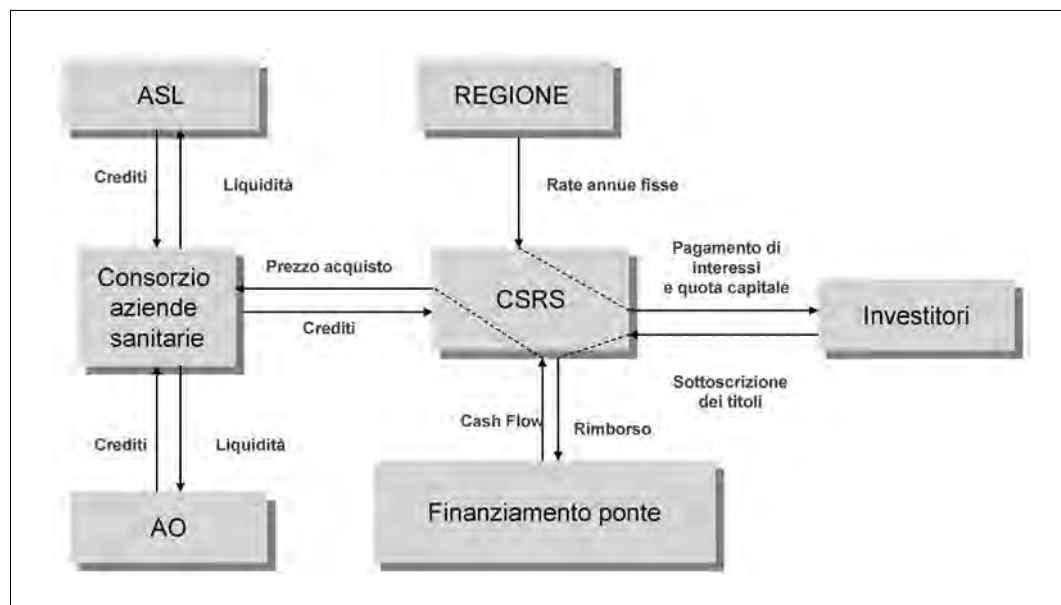 ASL
REGIONE
Crediti
Liquidità
Rate annue fisse
Consorzio
aziende
sanitarie
Prezzo acquisto
Crediti
CSRS
Pagamento di
interessi
e quota capitale
Investitori
Sottoscrizione
dei titoli
Crediti
Liquidità
Cash Flow
Rimborso
AO
Finanziamento ponte